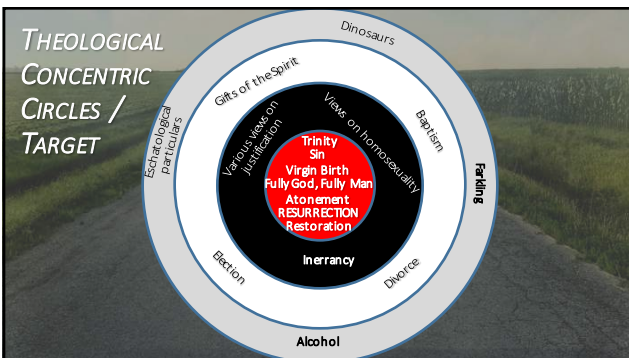 THEOLOGICAL
CONCENTRIC
CIRCLES /
TARGET
Dinosaurs
Gifts of the Spirit
Eschatological
particulars
Various views on
justification
Views on homosexuality
Baptism
Trinity
Sin
Virgin Birth
Fully God, Fully Man
Atonement
RESURRECTION
Restoration
Farkling
Inerrancy
Election
Divorce
Alcohol